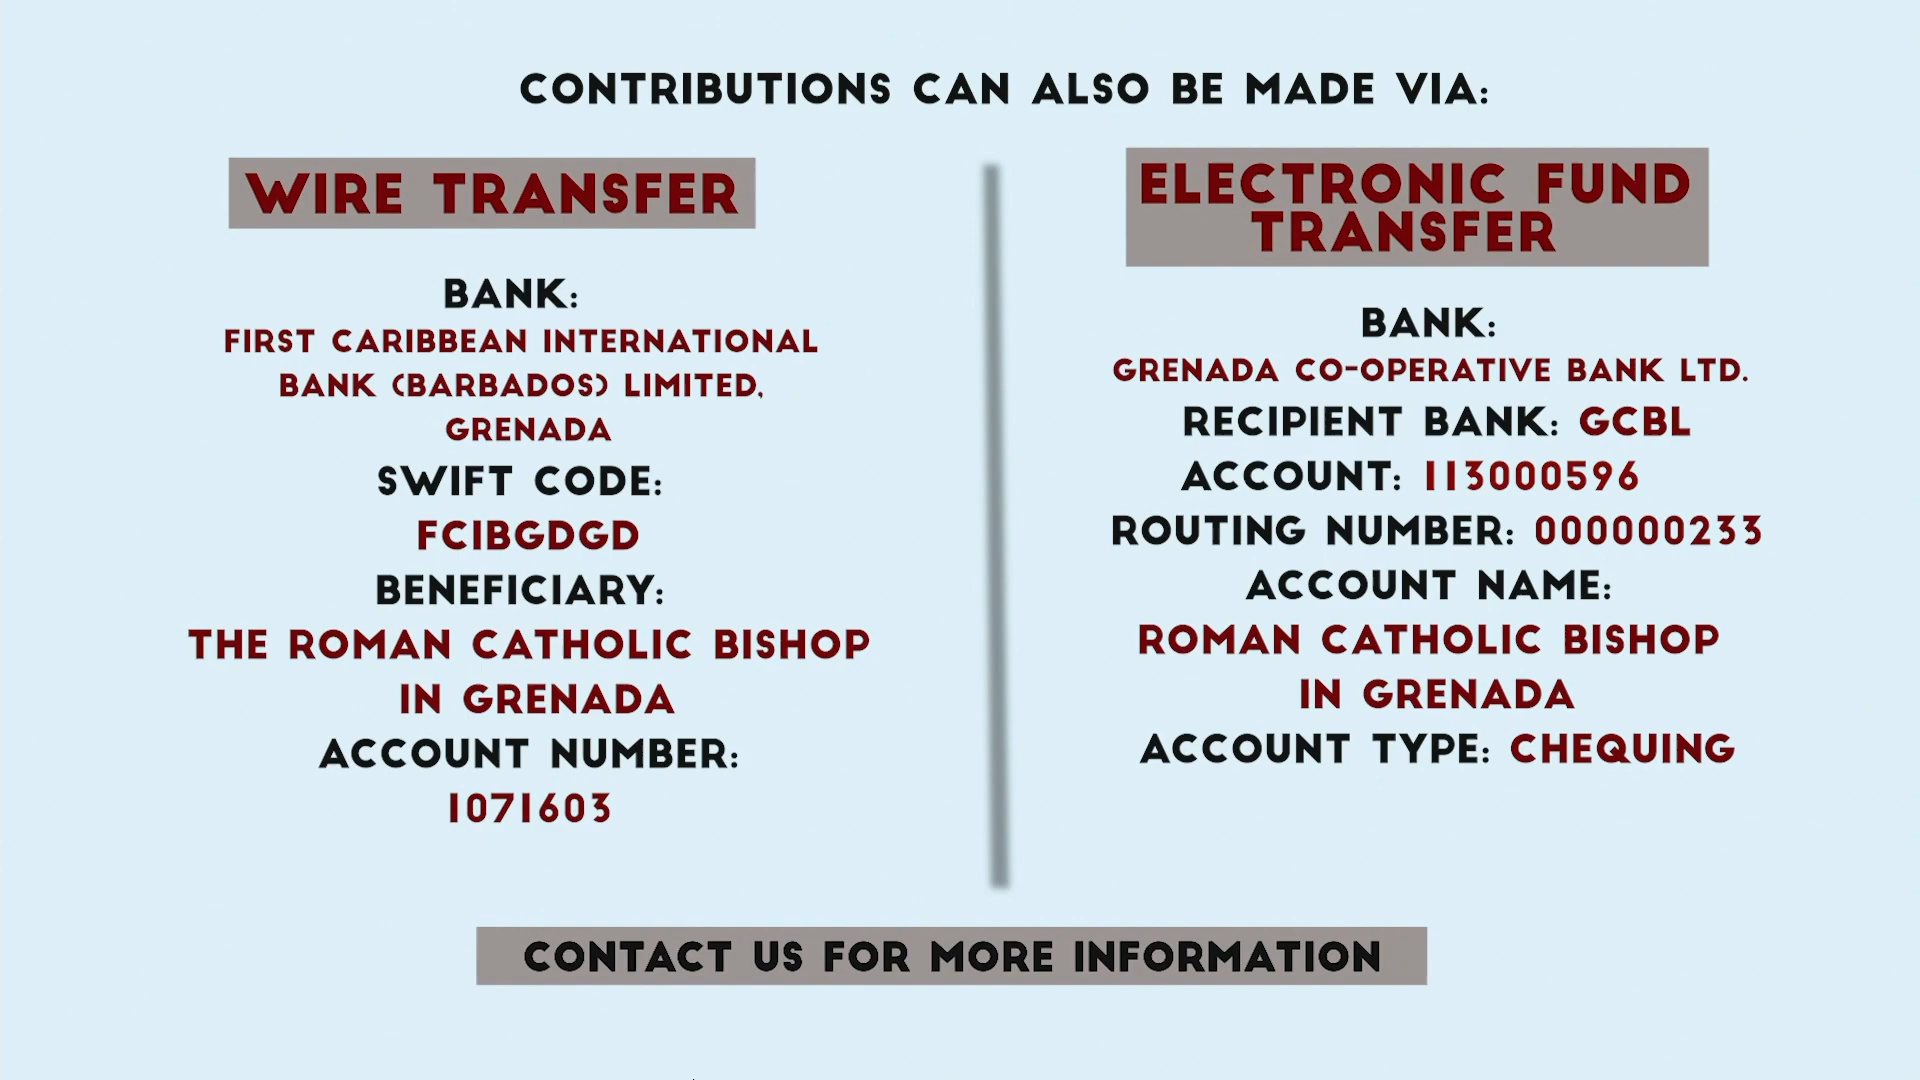 CONTRIBUTIONS CAN ALSO BE MADE VIA:
WIRE TRANSFER
BANK:
FIRST CARIBBEAN INTERNATIONAL
BANK (BARBADOS) LIMITED,
GRENADA
SWIFT CODE:
FCIBGDGD
BENEFICIARY:
THE ROMAN CATHOLIC BISHOP
IN GRENADA
ACCOUNT NUMBER:
1071603
ELECTRONIC FUND
TRANSFER
BANK:
GRENADA CO-OPERATIVE BANK LTD.
RECIPIENT BANK: GCBL
ACCOUNT: 113000596
ROUTING NUMBER: 000000233
ACCOUNT NAME:
ROMAN CATHOLIC BISHOP
IN GRENADA
ACCOUNT TYPE: CHEQUING
CONTACT US FOR MORE INFORMATION